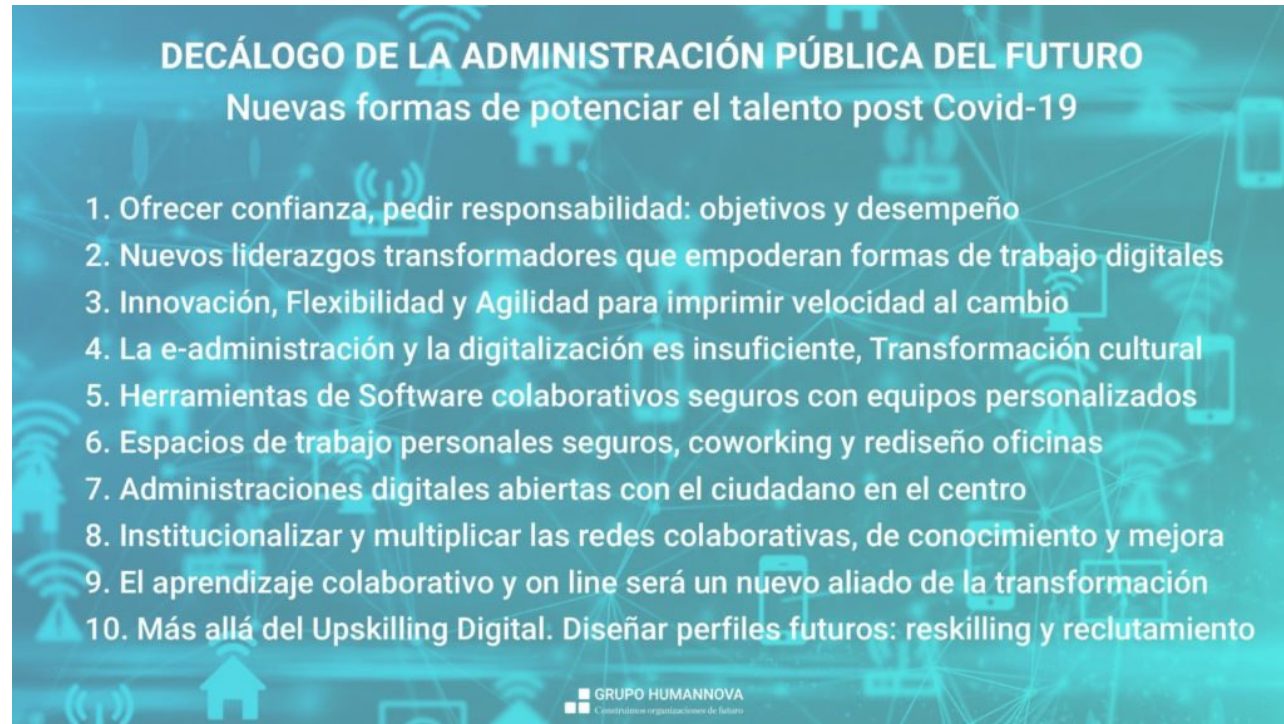 DECÁLOGO DE LA ADMINISTRACIÓN PÚBLICA DEL FUTURO
Nuevas formas de potenciar el talento post Covid-19
1. Ofrecer confianza, pedir responsabilidad: objetivos y desempeño
2. Nuevos liderazgos transformadores que empoderan formas de trabajo digitales
3. Innovación, Flexibilidad y Agilidad para imprimir velocidad al cambio
4. La e-administración y la digitalización es insuficiente, Transformación cultural
5. Herramientas de Software colaborativos seguros con equipos personalizados
6. Espacios de trabajo personales seguros, coworking y rediseño oficinas
7. Administraciones digitales abiertas con el ciudadano en el centro
8. Institucionalizar y multiplicar las redes colaborativas, de conocimiento y mejora
9. El aprendizaje colaborativo y on line será un nuevo aliado de la transformación
10. Más allá del Upskilling Digital. Diseñar perfiles futuros: reskilling y reclutamiento
GRUPO HUMANNOVA
Construimos organizaciones de futuro